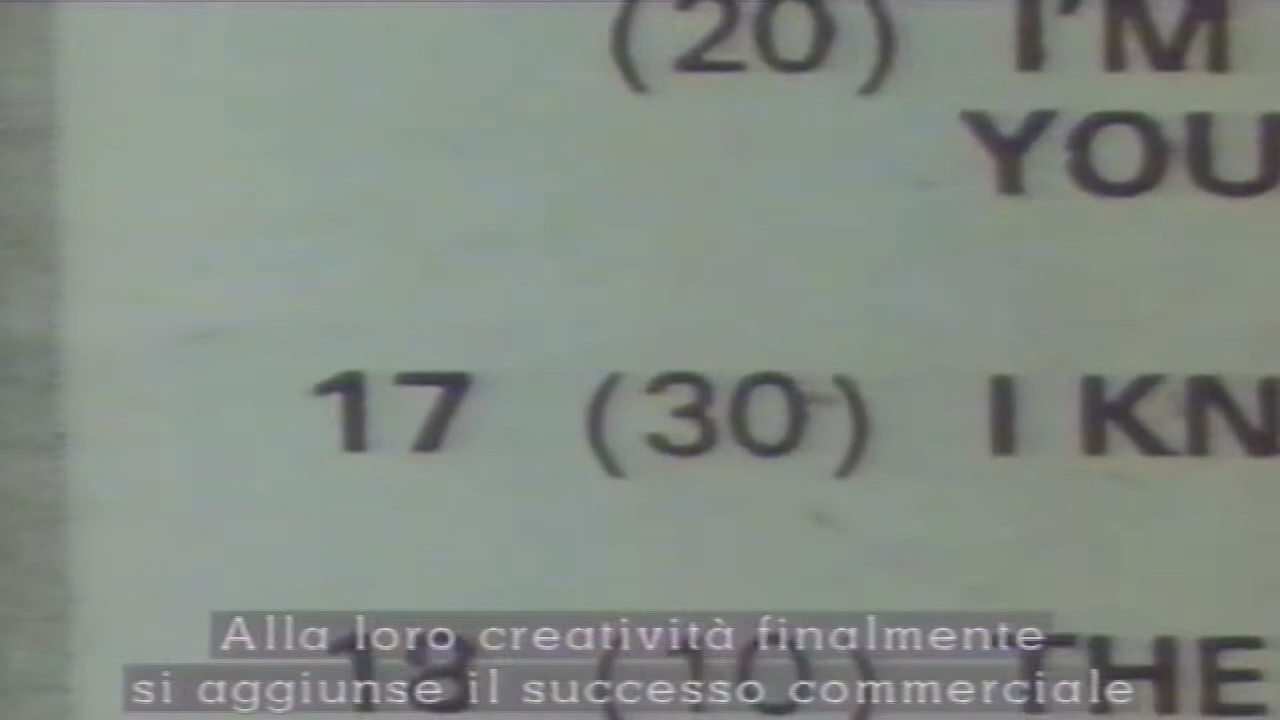 (20) I'M
YOU
17 (30) I KN
18 (10) THE
Alla loro creatività finalmente
si aggiunse il successo commerciale